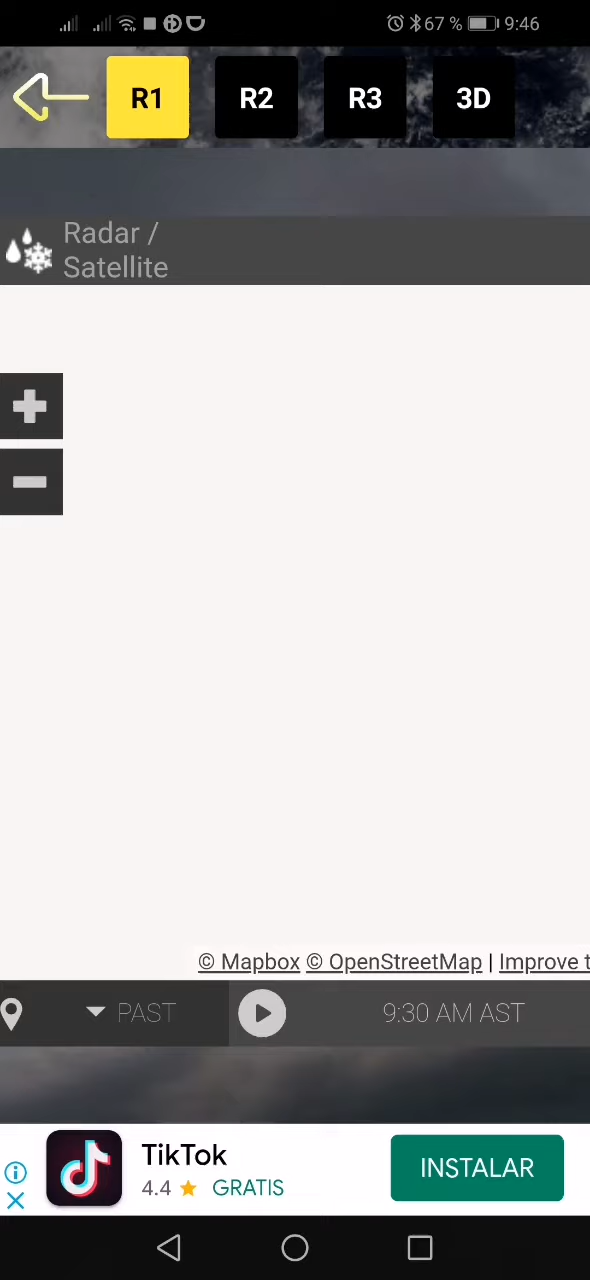 67 % 9:46
R1 R2 R3 3D
Radar /
Satellite
© Mapbox © OpenStreetMap | Improve t
PAST 9:30 AM AST
TikTok
4.4 ★ GRATIS
INSTALAR